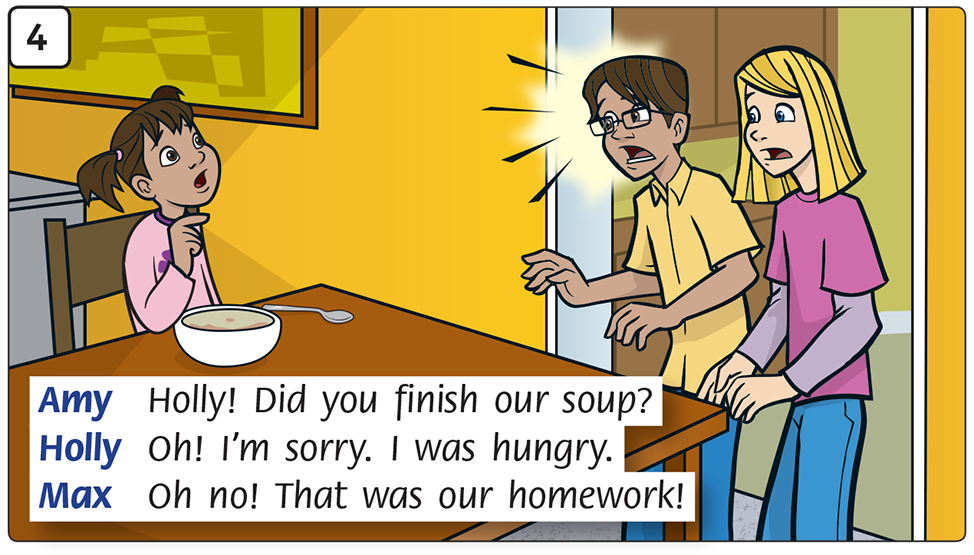 4
Amy Holly! Did you finish our soup?
Holly Oh! I'm sorry. I was hungry.
Max Oh no! That was our homework!